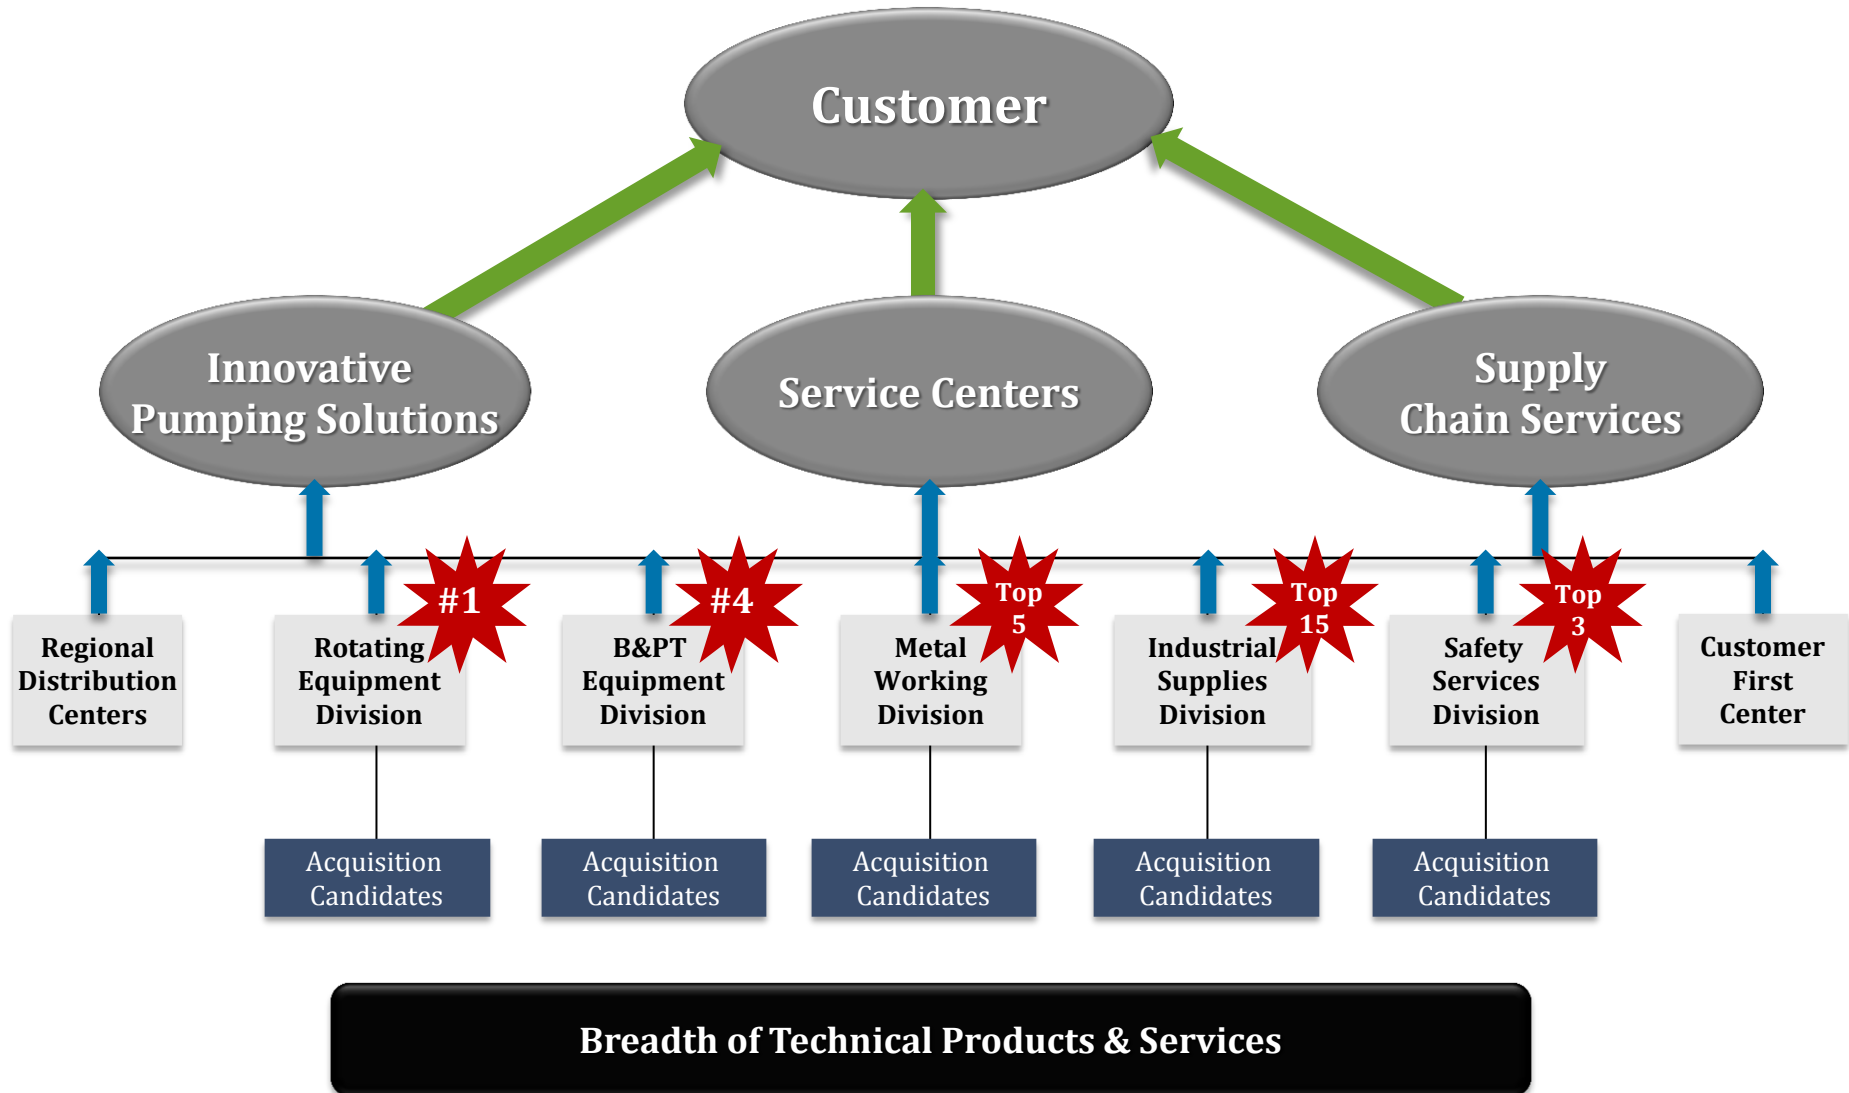 Customer
Innovative
Pumping Solutions
Service Centers
Supply
Chain Services
#1
#4
Top
5
Top
15
Top
3
Regional
Distribution
Centers
Rotating
Equipment
Division
B&PT
Equipment
Division
Metal
Working
Division
Industrial
Supplies
Division
Safety
Services
Division
Customer
First
Center
Acquisition
Candidates
Acquisition
Candidates
Acquisition
Candidates
Acquisition
Candidates
Acquisition
Candidates
Breadth of Technical Products & Services